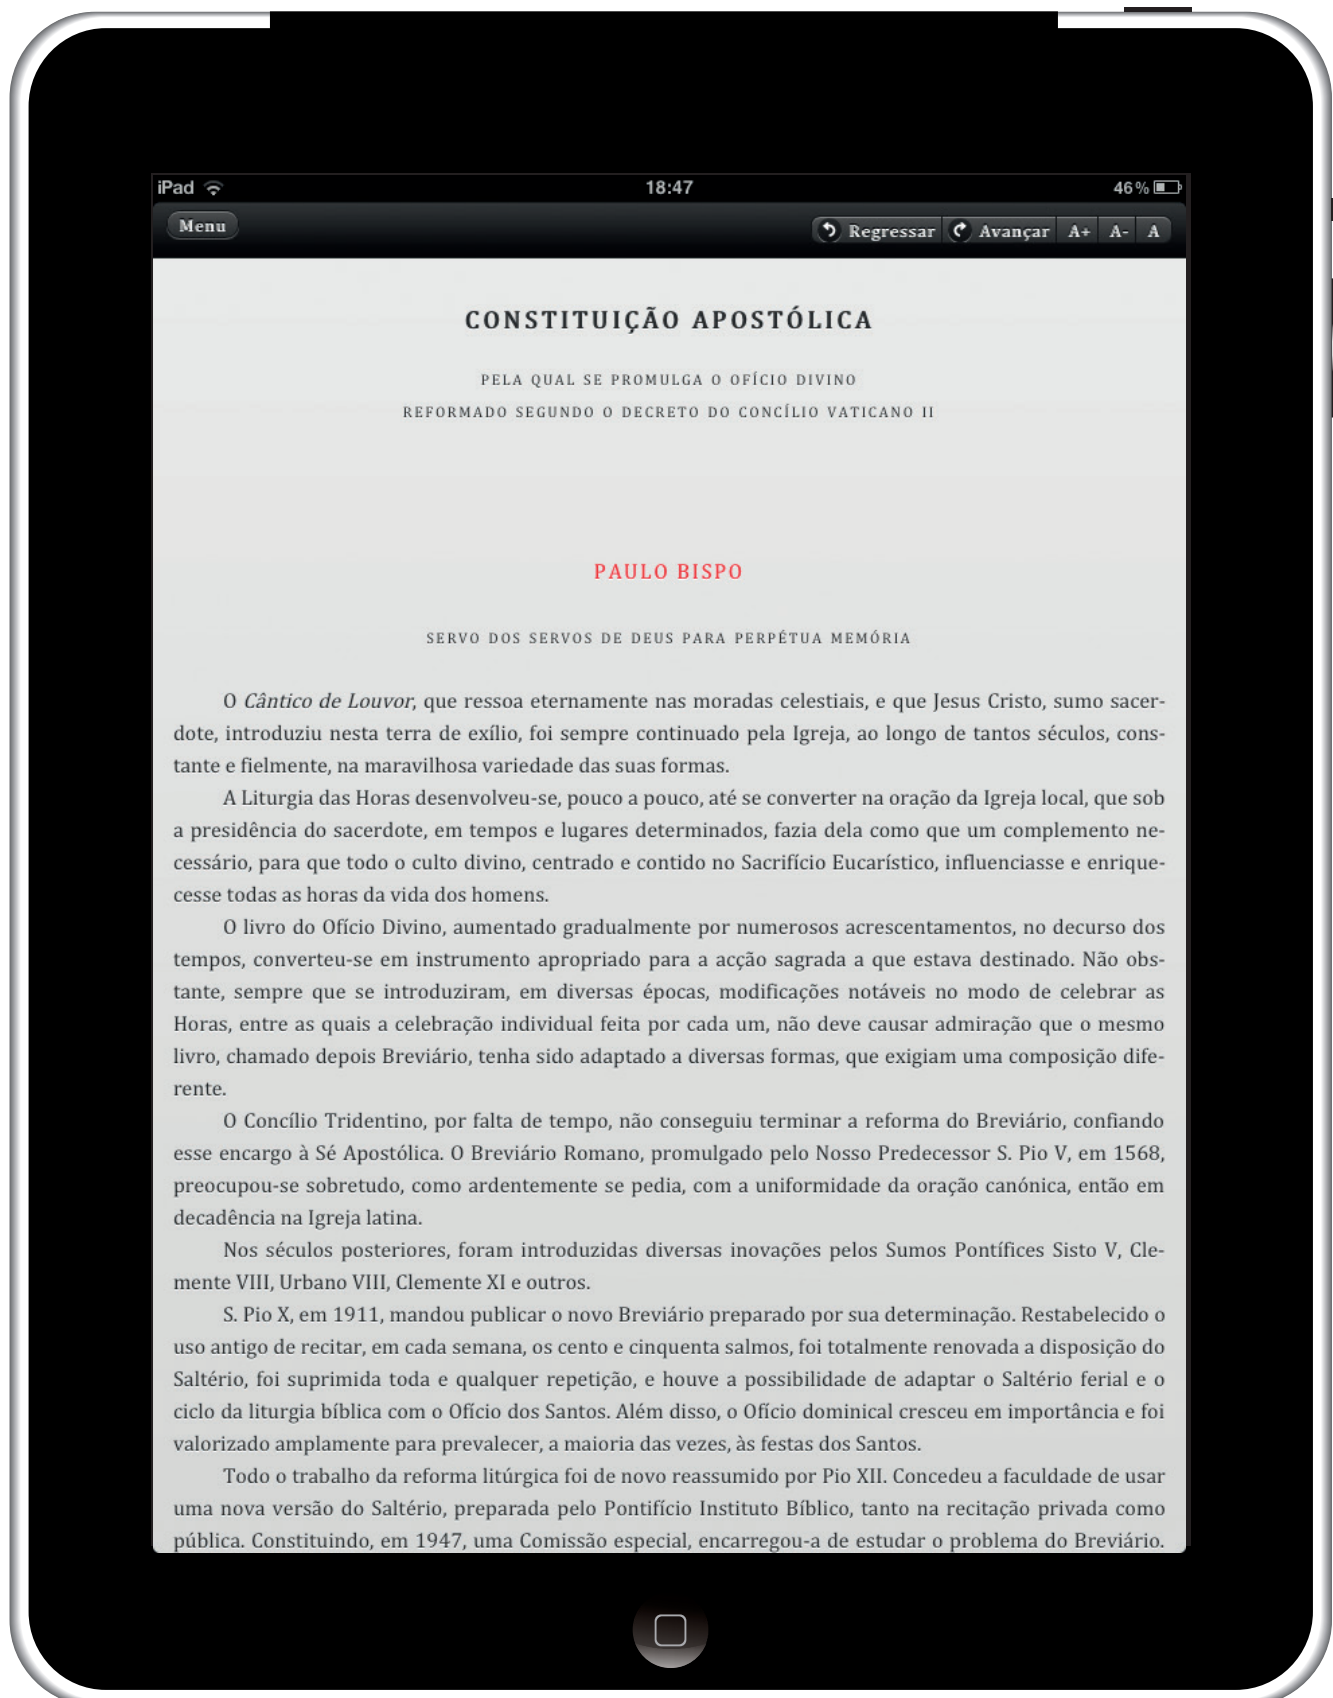 iPad 18:47 46%
Menu Regressar Avançar A+ A- A
CONSTITUIÇÃO APOSTÓLICA
PELA QUAL SE PROMULGA O OFÍCIO DIVINO
REFORMADO SEGUNDO O DECRETO DO CONCÍLIO VATICANO II
PAULO BISPO
SERVO DOS SERVOS DE DEUS PARA PERPÉTUA MEMÓRIA
O Cântico de Louvor, que ressoa eternamente nas moradas celestiais, e que Jesus Cristo, sumo sacer-
dote, introduziu nesta terra de exílio, foi sempre continuado pela Igreja, ao longo de tantos séculos, cons-
tante e fielmente, na maravilhosa variedade das suas formas.
A Liturgia das Horas desenvolveu-se, pouco a pouco, até se converter na oração da Igreja local, que sob
a presidência do sacerdote, em tempos e lugares determinados, fazia dela como que um complemento ne-
cessário, para que todo o culto divino, centrado e contido no Sacrifício Eucarístico, influenciasse e enrique-
cesse todas as horas da vida dos homens.
O livro do Ofício Divino, aumentado gradualmente por numerosos acrescentamentos, no decurso dos
tempos, converteu-se em instrumento apropriado para a acção sagrada a que estava destinado. Não obs-
tante, sempre que se introduziram, em diversas épocas, modificações notáveis no modo de celebrar as
Horas, entre as quais a celebração individual feita por cada um, não deve causar admiração que o mesmo
livro, chamado depois Breviário, tenha sido adaptado a diversas formas, que exigiam uma composição dife-
rente.
O Concílio Tridentino, por falta de tempo, não conseguiu terminar a reforma do Breviário, confiando
esse encargo à Sé Apostólica. O Breviário Romano, promulgado pelo Nosso Predecessor S. Pio V, em 1568,
preocupou-se sobretudo, como ardentemente se pedia, com a uniformidade da oração canónica, então em
decadência na Igreja latina.
Nos séculos posteriores, foram introduzidas diversas inovações pelos Sumos Pontífices Sisto V, Cle-
mente VIII, Urbano VIII, Clemente XI e outros.
S. Pio X, em 1911, mandou publicar o novo Breviário preparado por sua determinação. Restabelecido o
uso antigo de recitar, em cada semana, os cento e cinquenta salmos, foi totalmente renovada a disposição do
Saltério, foi suprimida toda e qualquer repetição, e houve a possibilidade de adaptar o Saltério ferial e o
ciclo da liturgia bíblica com o Ofício dos Santos. Além disso, o Ofício dominical cresceu em importância e foi
valorizado amplamente para prevalecer, a maioria das vezes, às festas dos Santos.
Todo o trabalho da reforma litúrgica foi de novo reassumido por Pio XII. Concedeu a faculdade de usar
uma nova versão do Saltério, preparada pelo Pontifício Instituto Bíblico, tanto na recitação privada como
pública. Constituindo, em 1947, uma Comissão especial, encarregou-a de estudar o problema do Breviário.